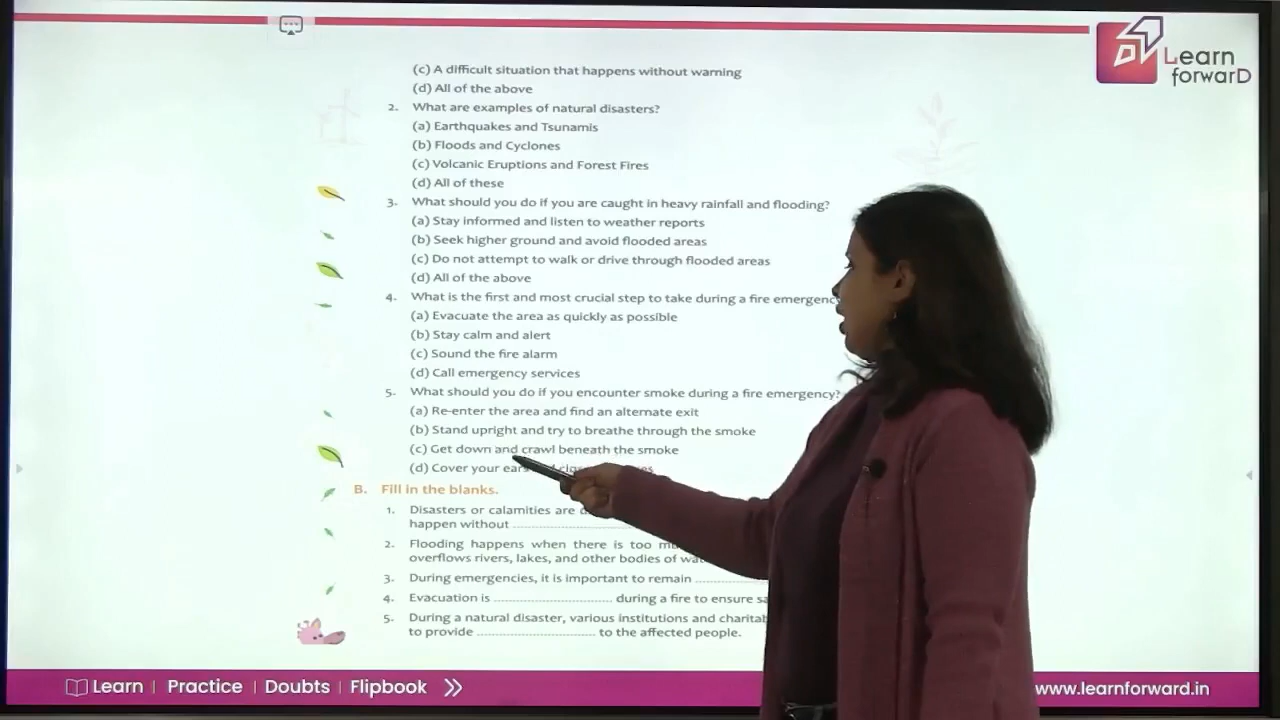 Learn
forwarD
(c) A difficult situation that happens without warning
(d) All of the above
2. What are examples of natural disasters?
(a) Earthquakes and Tsunamis
(b) Floods and Cyclones
(c) Volcanic Eruptions and Forest Fires
(d) All of these
3. What should you do if you are caught in heavy rainfall and flooding?
(a) Stay informed and listen to weather reports
(b) Seek higher ground and avoid flooded areas
(c) Do not attempt to walk or drive through flooded areas
(d) All of the above
4. What is the first and most crucial step to take during a fire
(a) Evacuate the area as quickly as possible
(b) Stay calm and alert
(c) Sound the fire alarm
(d) Call emergency services
5. What should you do if you encounter smoke during a fire emergency?
(a) Re-enter the area and find an alternate exit
(b) Stand upright and try to breathe through the smoke
(c) Get down and crawl beneath the smoke
(d) Cover your
B. Fill in the blanks.
1. Disasters or calamities are
happen without ..............................
2. Flooding happens when there is too
overflows rivers, lakes, and other bodies of
3. During emergencies, it is important to remain ....................
4. Evacuation is .............................. during a fire to ensure
5. During a natural disaster, various institutions and
to provide .............................. to the affected people.
Learn | Practice | Doubts | Flipbook
www.learnforward.in